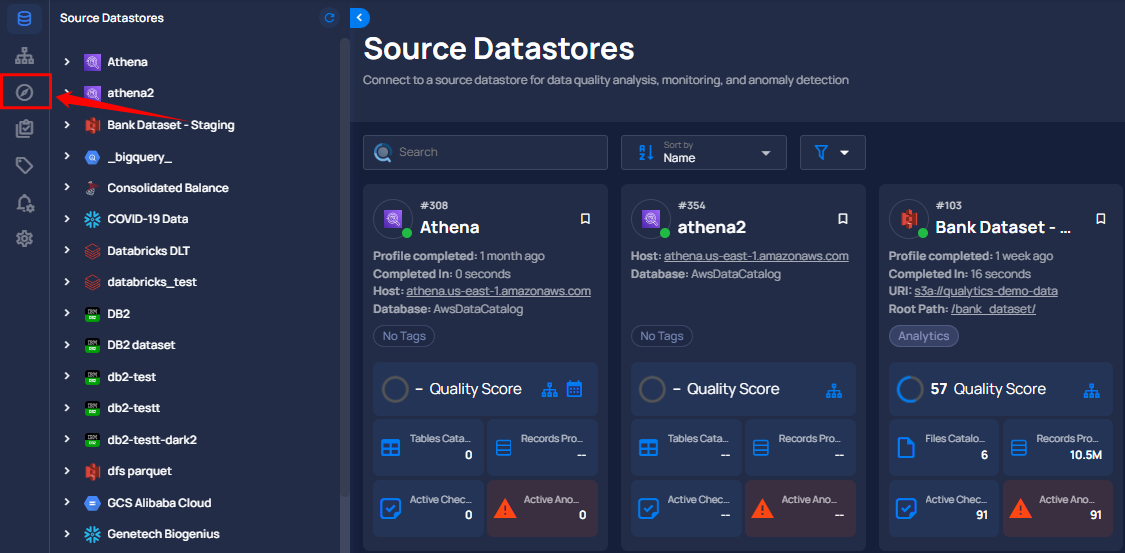 Source Datastores
Athena
athena2
Bank Dataset - Staging
_bigquery_
Consolidated Balance
COVID-19 Data
Databricks DLT
databricks_test
DB2
DB2 dataset
db2-test
db2-testt
db2-testt-dark2
dfs parquet
GCS Alibaba Cloud
Genetech Biogenius
Source Datastores
Connect to a source datastore for data quality analysis, monitoring, and anomaly detection
Search
Sort by
Name
#308
Athena
Profile completed: 1 month ago
Completed In: 0 seconds
Host: athena.us-east-1.amazonaws.com
Database: AwsDataCatalog
No Tags
– Quality Score
Tables Cata...
0
Records Pro...
--
Active Chec...
0
Active Ano...
0
#354
athena2
Host: athena.us-east-1.amazonaws.com
Database: AwsDataCatalog
No Tags
– Quality Score
Tables Cata...
--
Records Pro...
--
Active Chec...
--
Active Ano...
--
#103
Bank Dataset - ...
Profile completed: 1 week ago
Completed In: 16 seconds
URI: s3a://qualytics-demo-data
Root Path: /bank_dataset/
Analytics
57 Quality Score
Files Catalo...
6
Records Pro...
10.5M
Active Chec...
91
Active Ano...
91